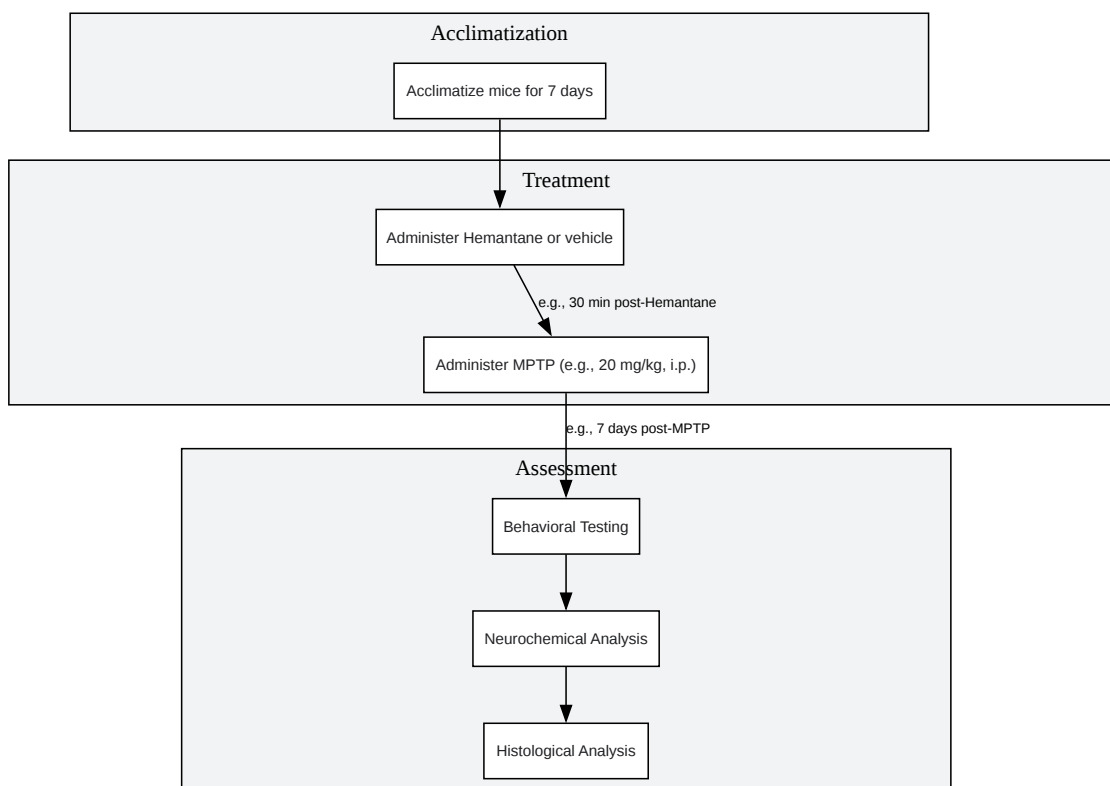 Acclimatization
Acclimatize mice for 7 days
Treatment
Administer Hemantane or vehicle
e.g., 30 min post-Hemantane
Administer MPTP (e.g., 20 mg/kg, i.p.)
e.g., 7 days post-MPTP
Assessment
Behavioral Testing
Neurochemical Analysis
Histological Analysis